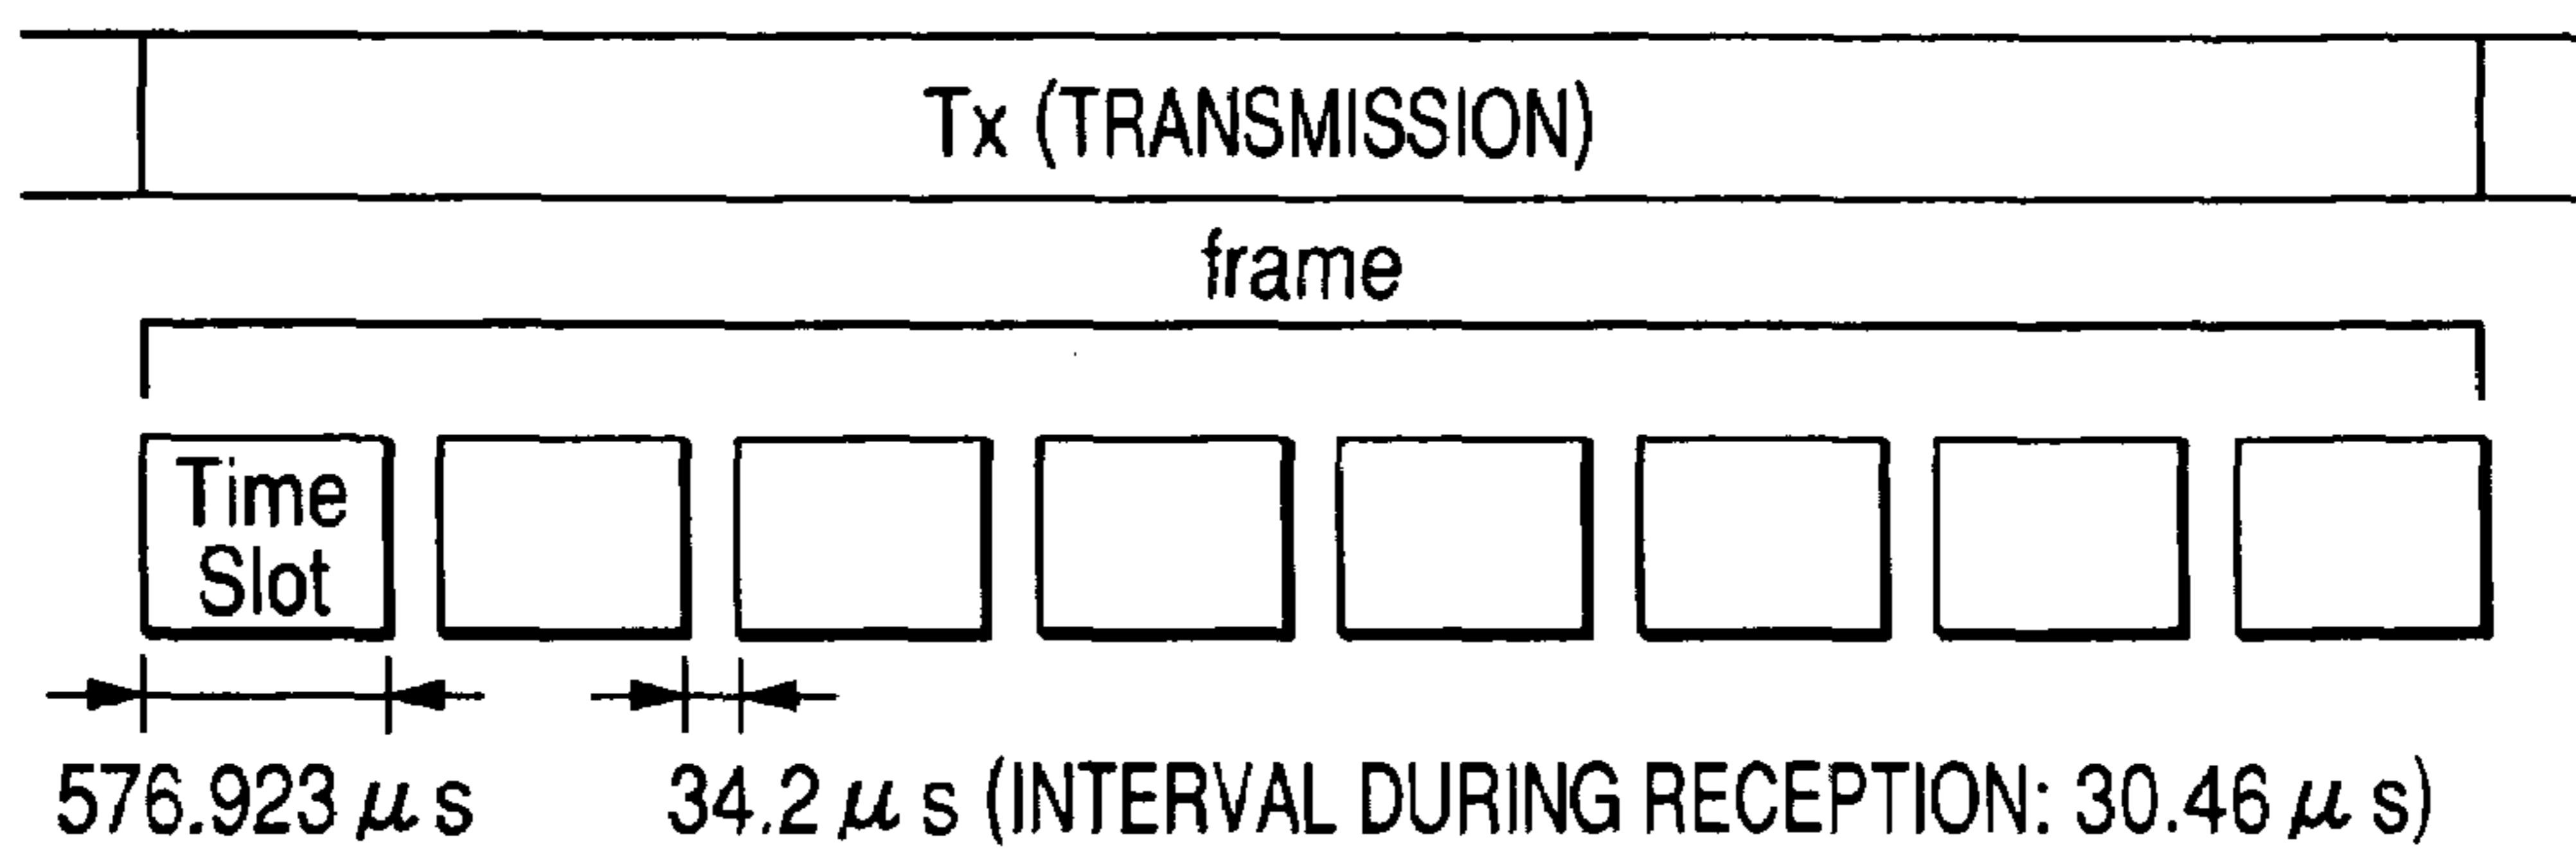 Tx (TRANSMISSION)
frame
Time
Slot
576.923 μs
34.2 μs (INTERVAL DURING RECEPTION: 30.46 μs)